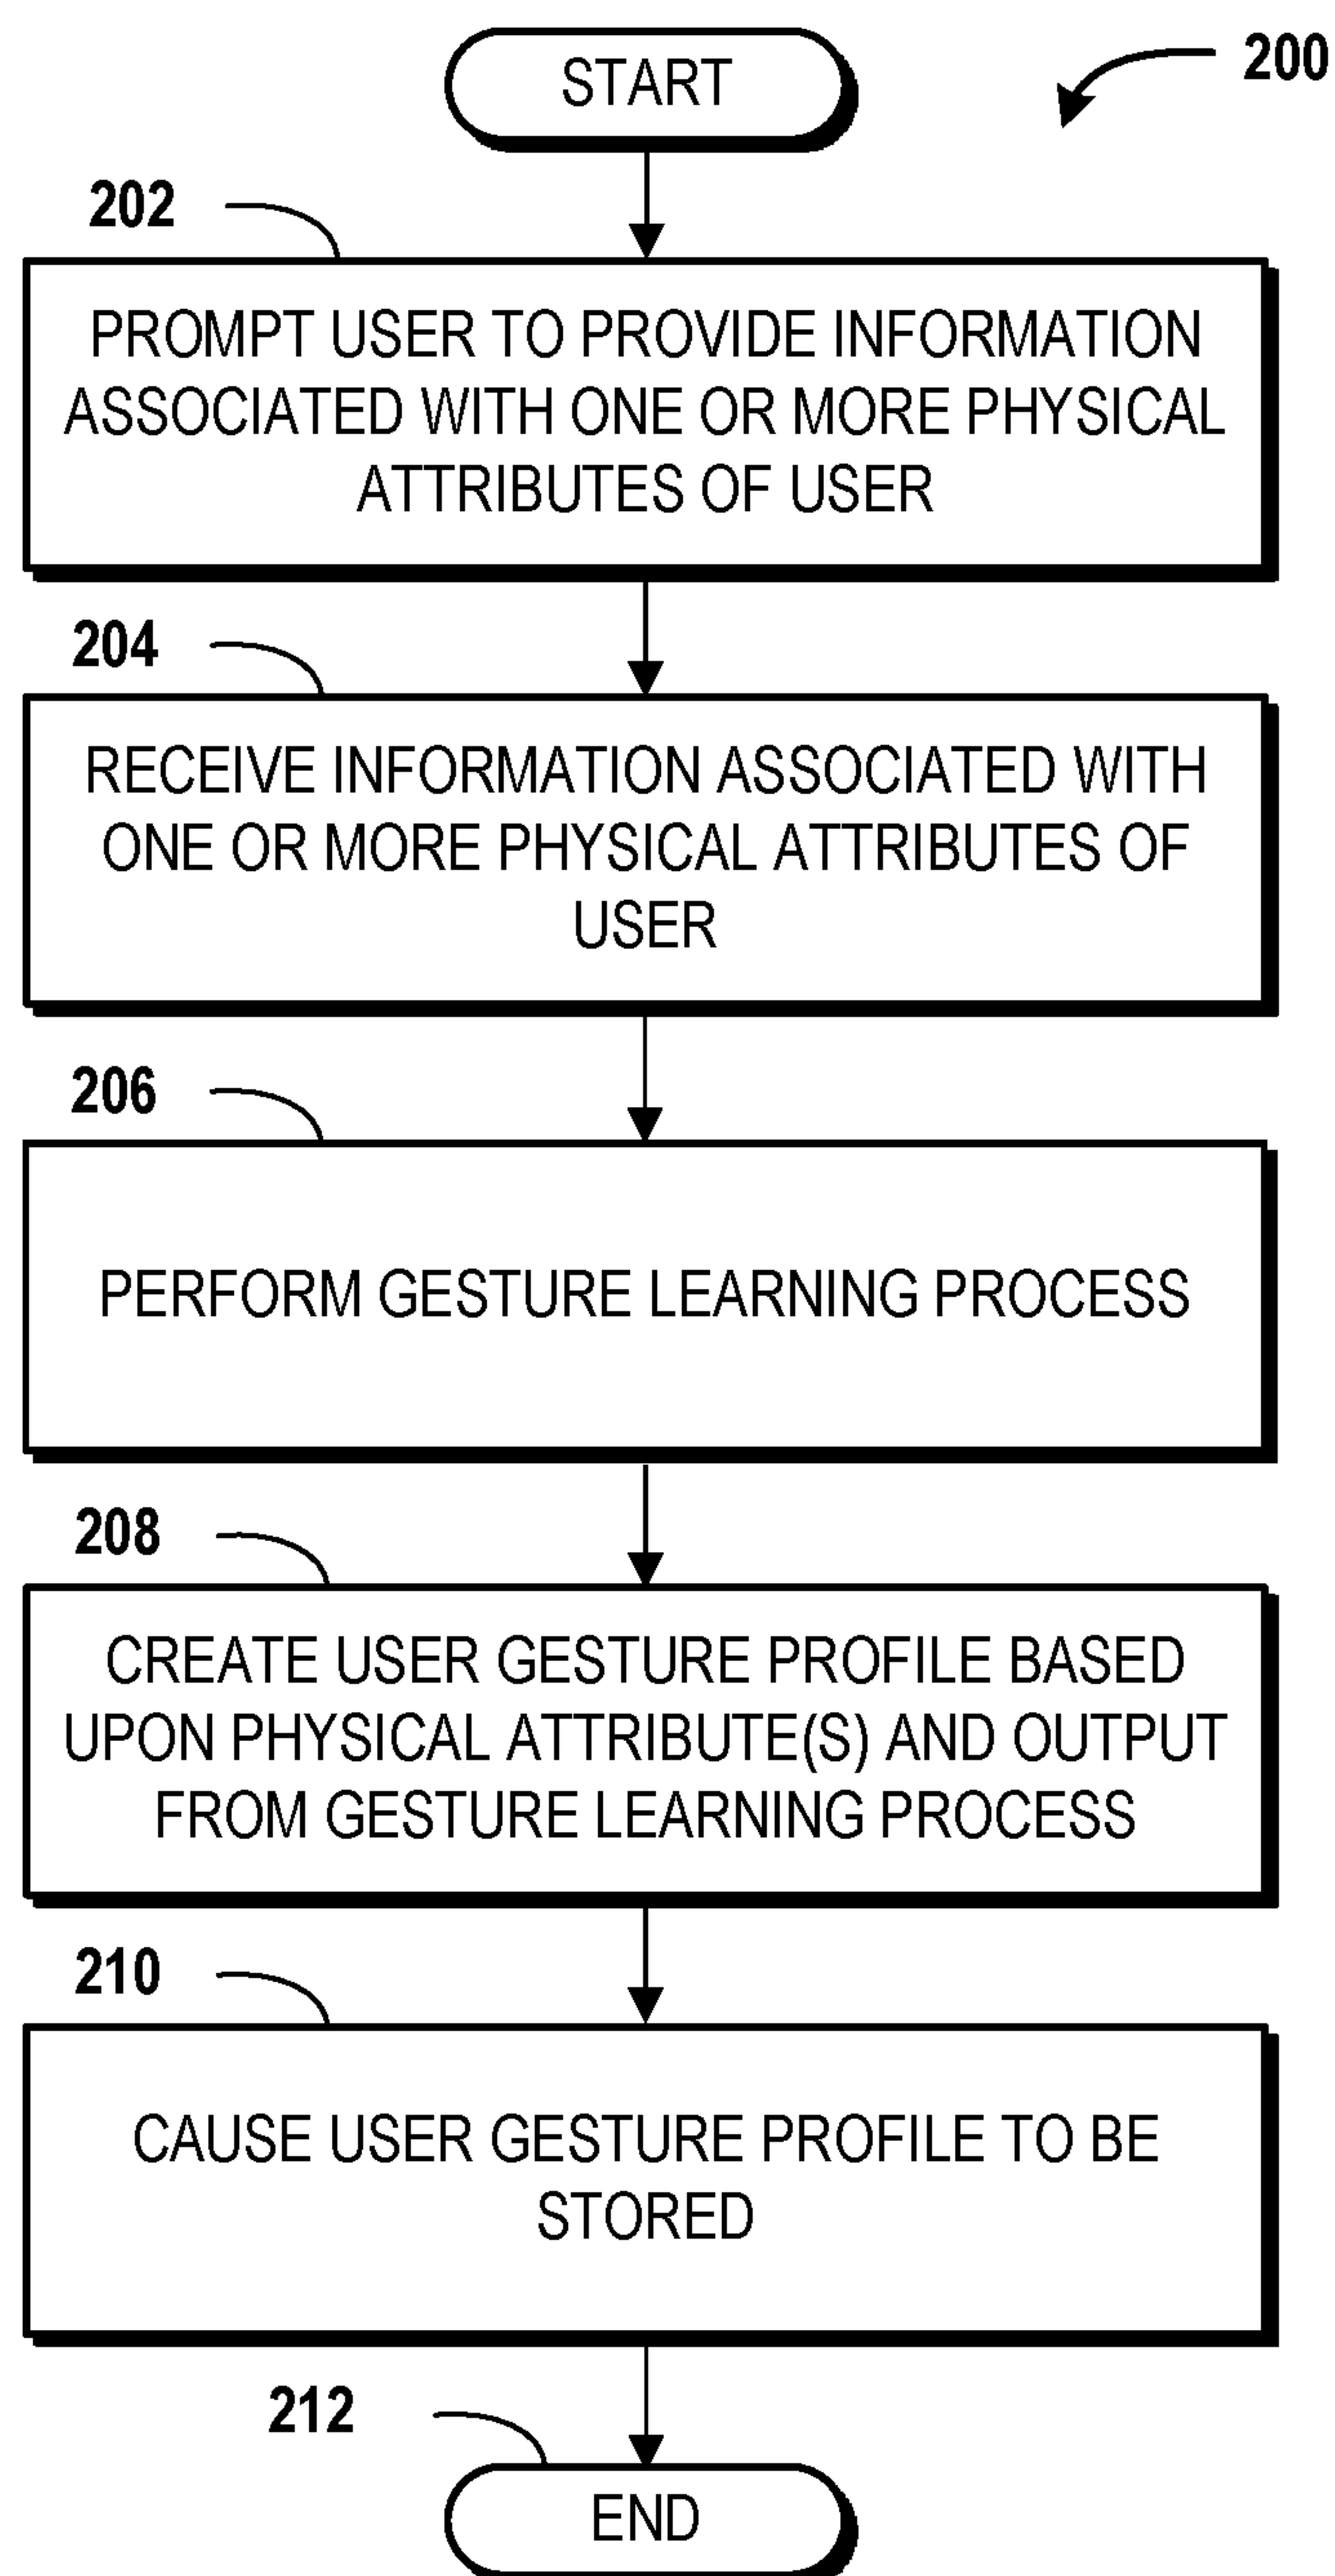 START
200
202
PROMPT USER TO PROVIDE INFORMATION
ASSOCIATED WITH ONE OR MORE PHYSICAL
ATTRIBUTES OF USER
204
RECEIVE INFORMATION ASSOCIATED WITH
ONE OR MORE PHYSICAL ATTRIBUTES OF
USER
206
PERFORM GESTURE LEARNING PROCESS
208
CREATE USER GESTURE PROFILE BASED
UPON PHYSICAL ATTRIBUTE(S) AND OUTPUT
FROM GESTURE LEARNING PROCESS
210
CAUSE USER GESTURE PROFILE TO BE
STORED
212
END